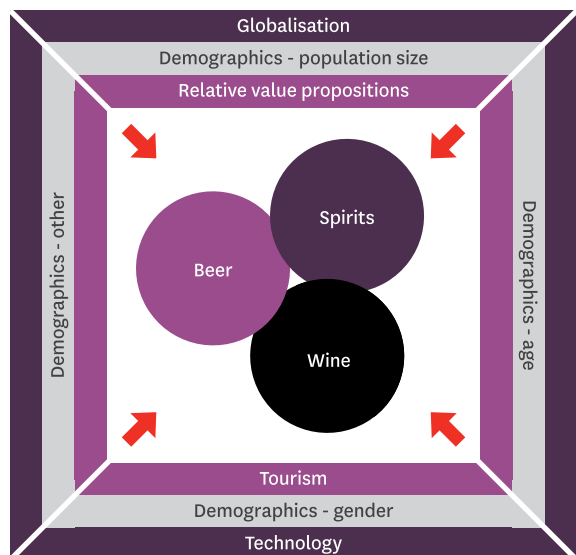 Globalisation
Demographics - population size
Relative value propositions
Demographics - other
Spirits
Beer
Wine
Demographics - age
Tourism
Demographics - gender
Technology